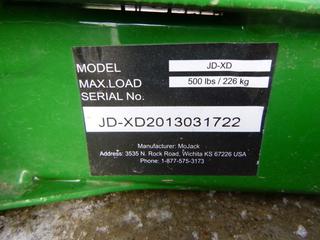 MODEL JD-XD
MAX.LOAD 500 lbs / 226 kg
SERIAL No.
JD-XD2013031722
Manufacturer: MoJack
Address: 3535 N. Rock Road, Wichita KS 67226 USA
Phone: 1-877-575-3173